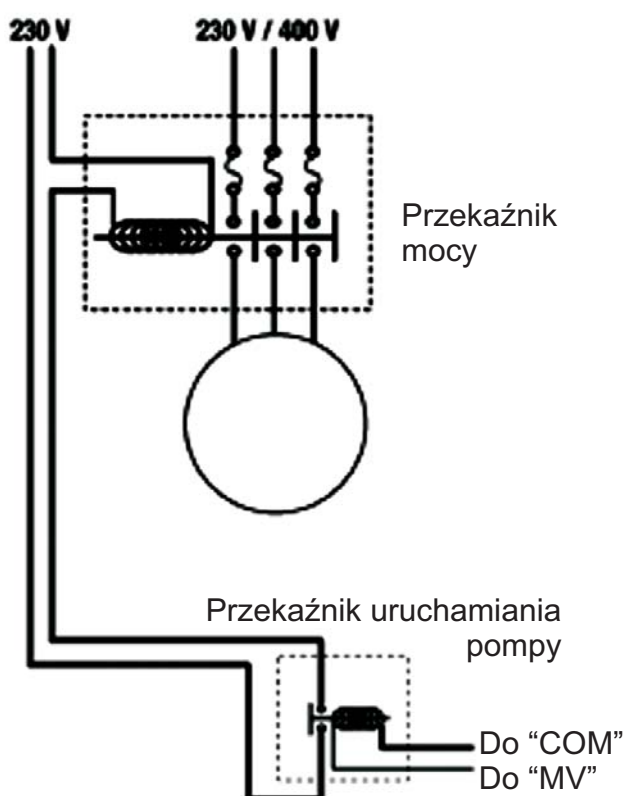 230 V
230 V / 400 V
Przekaźnik
mocy
Przekaźnik uruchamiania
pompy
Do “COM”
Do “MV”